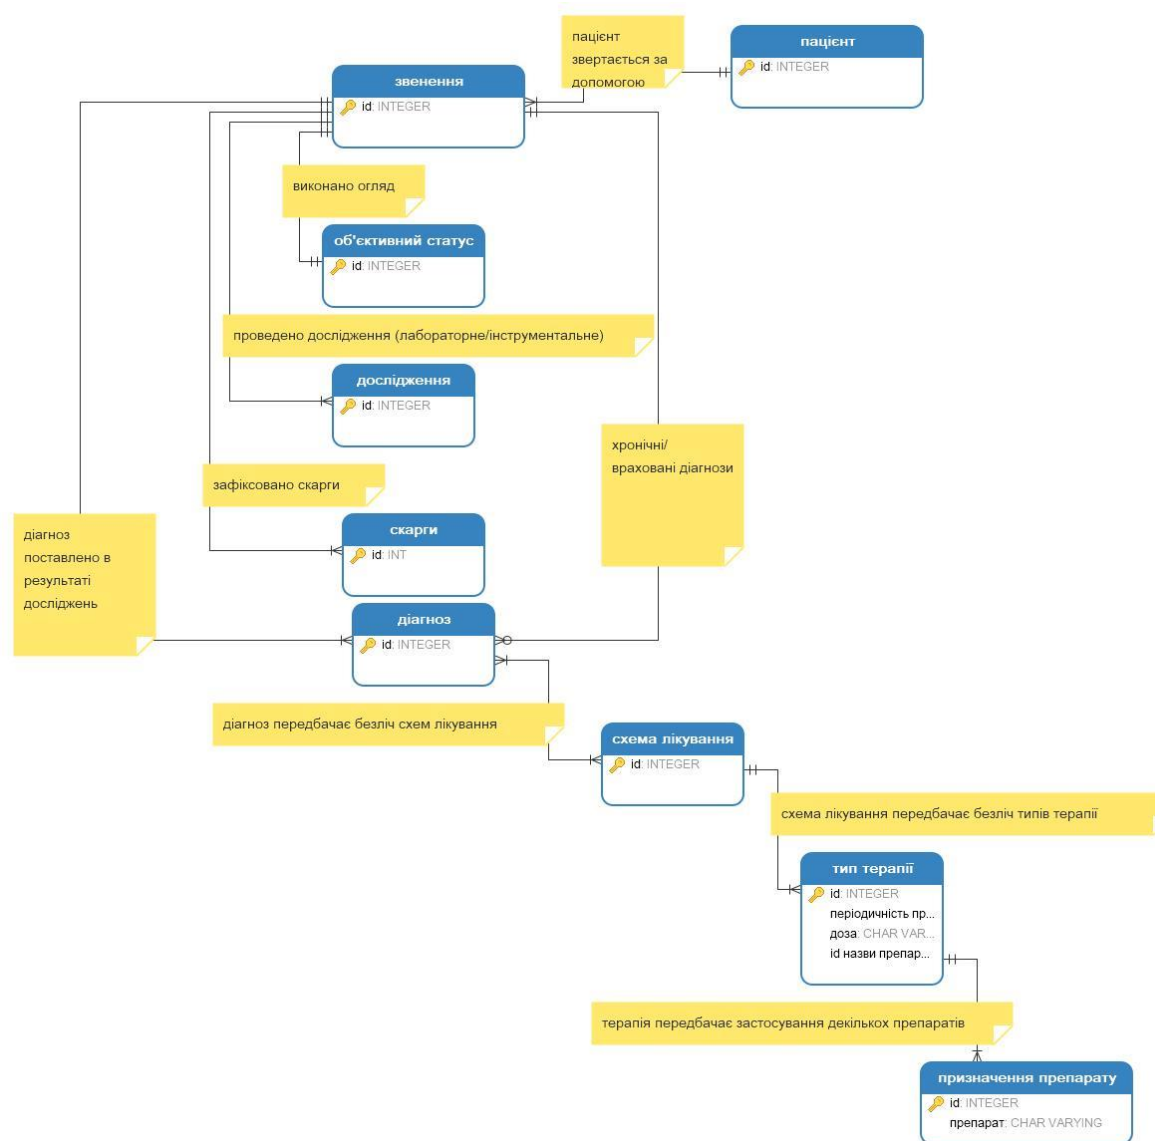 пацієнт
звертається за
допомогою
пацієнт
id: INTEGER
звенення
id: INTEGER
виконано огляд
об'єктивний статус
id: INTEGER
проведено дослідження (лабораторне/інструментальне)
дослідження
id: INTEGER
хронічні/
враховані діагнози
зафіксовано скарги
скарги
id: INT
діагноз
поставлено в
результаті
досліджень
діагноз
id: INTEGER
діагноз передбачає безліч схем лікування
схема лікування
id: INTEGER
схема лікування передбачає безліч типів терапії
тип терапії
id: INTEGER
періодичність пр...
доза: CHAR VAR...
id назви препар...
терапія передбачає застосування декількох препаратів
призначення препарату
id: INTEGER
препарат: CHAR VARYING